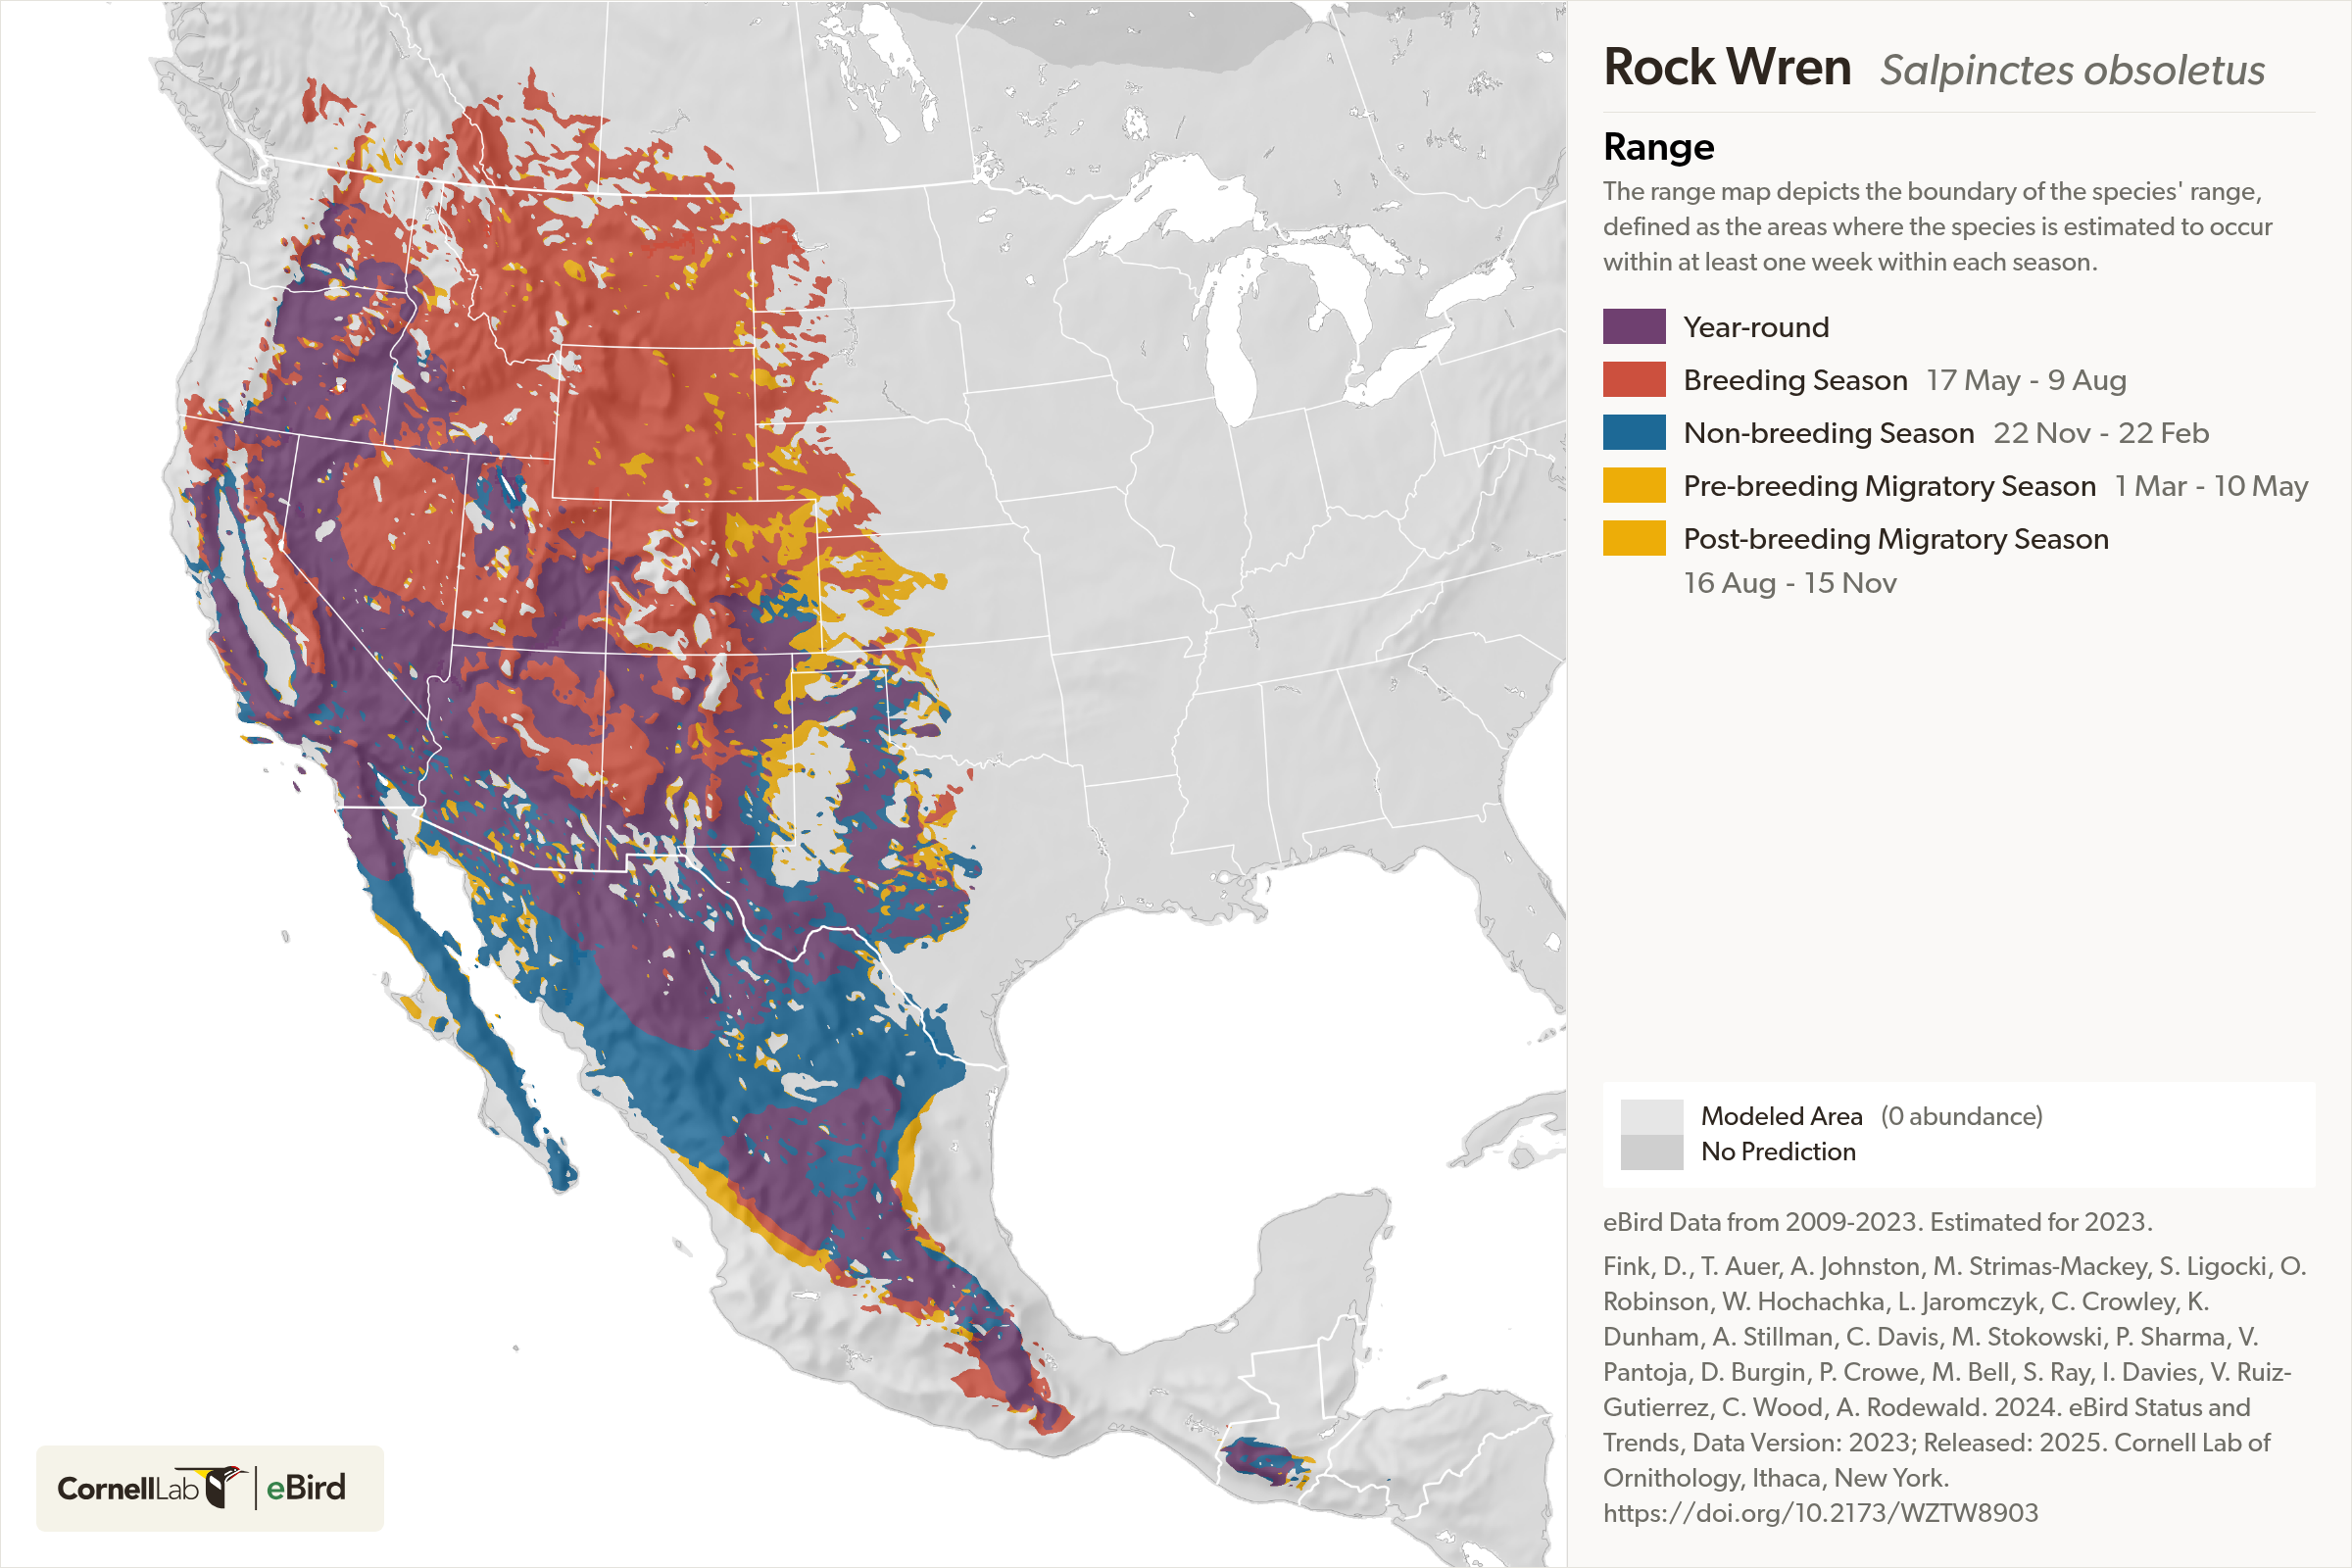 Rock Wren Salpinctes obsoletus
Range
The range map depicts the boundary of the species' range,
defined as the areas where the species is estimated to occur
within at least one week within each season.
Year-round
Breeding Season 17 May - 9 Aug
Non-breeding Season 22 Nov - 22 Feb
Pre-breeding Migratory Season 1 Mar - 10 May
Post-breeding Migratory Season
16 Aug - 15 Nov
Modeled Area (0 abundance)
No Prediction
eBird Data from 2009-2023. Estimated for 2023.
Fink, D., T. Auer, A. Johnston, M. Strimas-Mackey, S. Ligocki, O.
Robinson, W. Hochachka, L. Jaromczyk, C. Crowley, K.
Dunham, A. Stillman, C. Davis, M. Stokowski, P. Sharma, V.
Pantoja, D. Burgin, P. Crowe, M. Bell, S. Ray, I. Davies, V. Ruiz-
Gutierrez, C. Wood, A. Rodewald. 2024. eBird Status and
Trends, Data Version: 2023; Released: 2025. Cornell Lab of
Ornithology, Ithaca, New York.
https://doi.org/10.2173/WZTW8903
CornellLab eBird